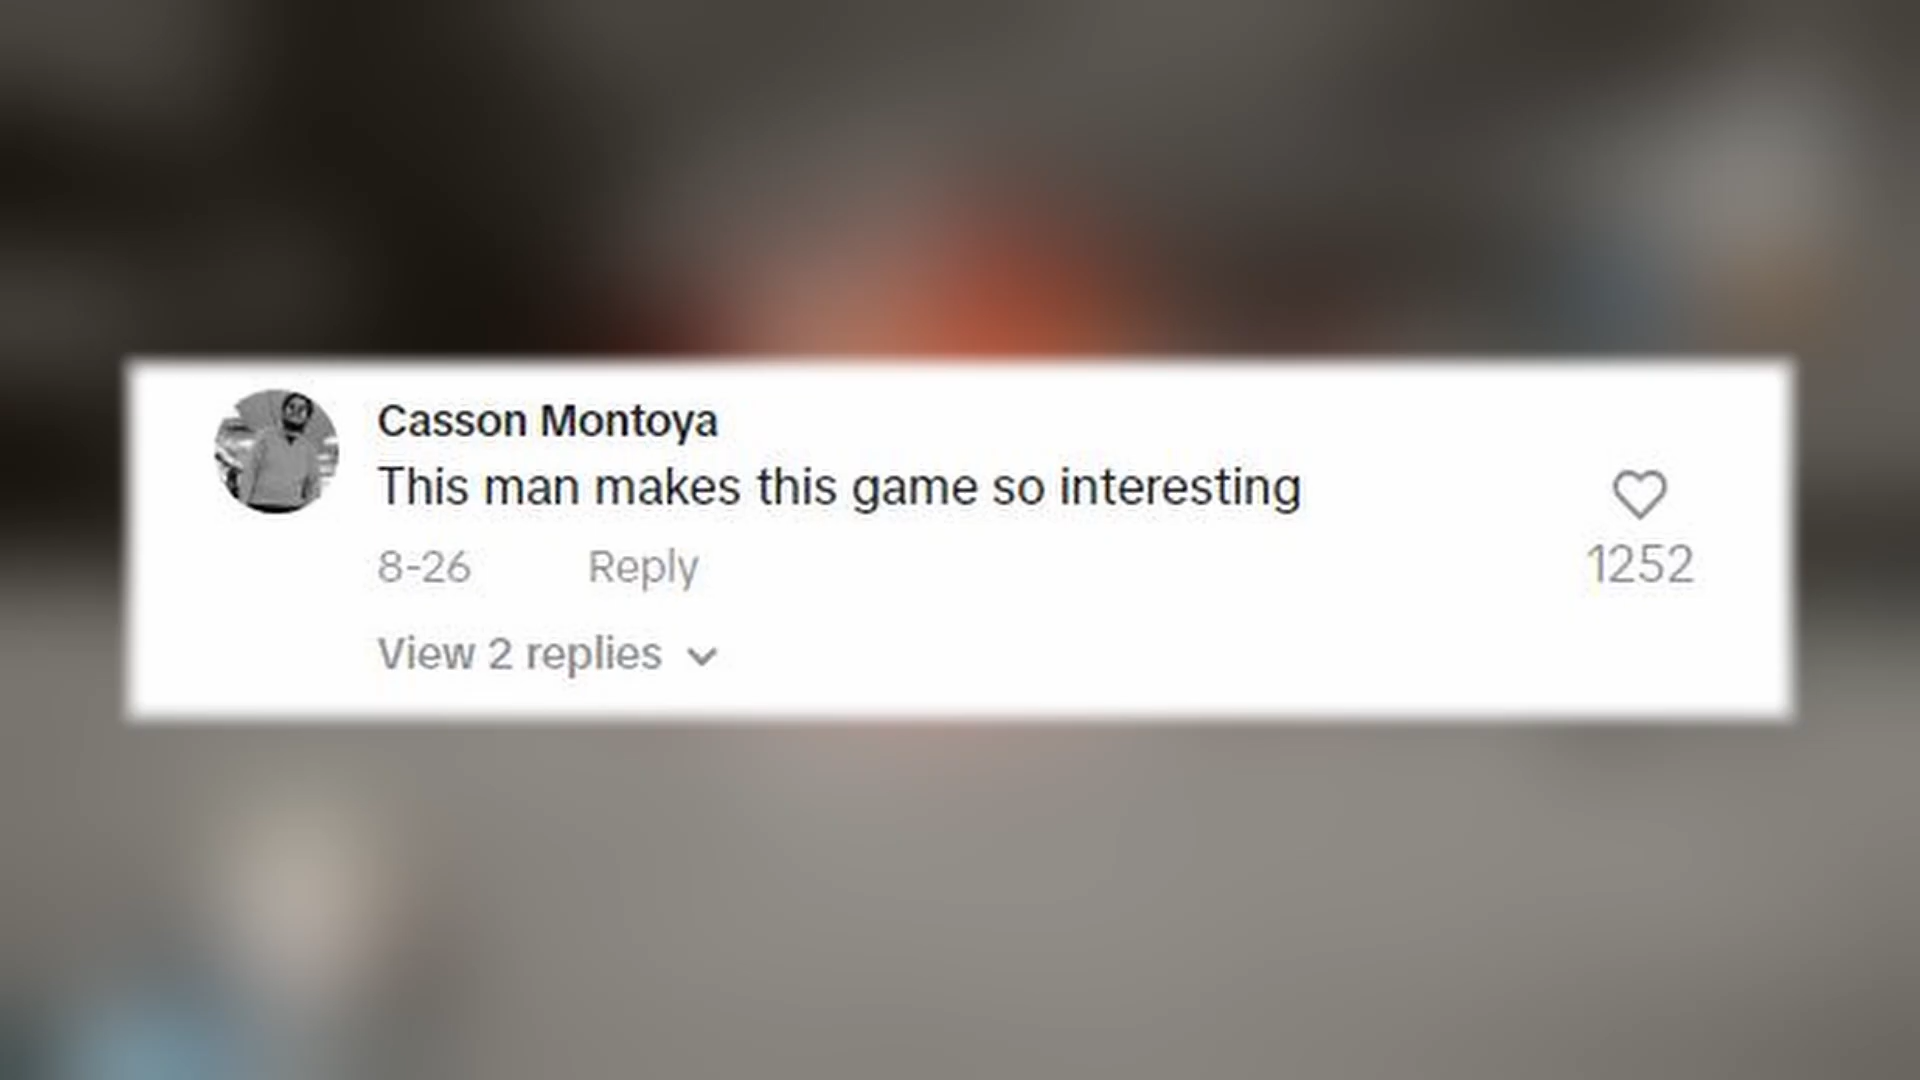 Casson Montoya
This man makes this game so interesting
8-26 Reply
1252
View 2 replies